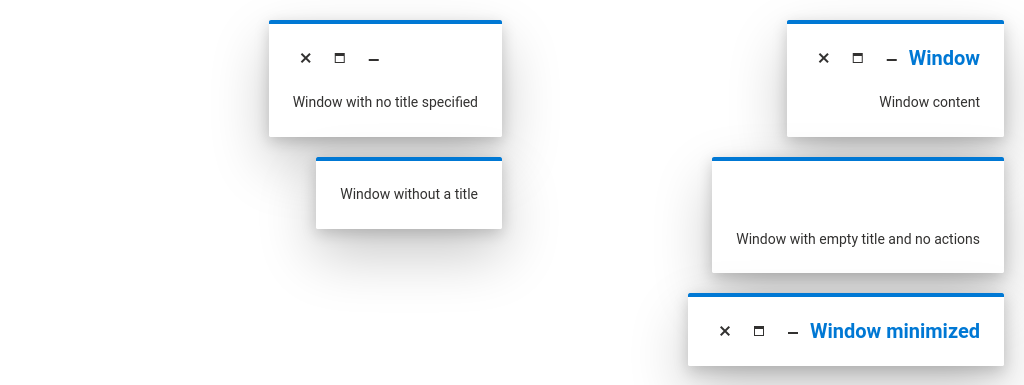 Window with no title specified
Window without a title
Window
Window content
Window with empty title and no actions
Window minimized